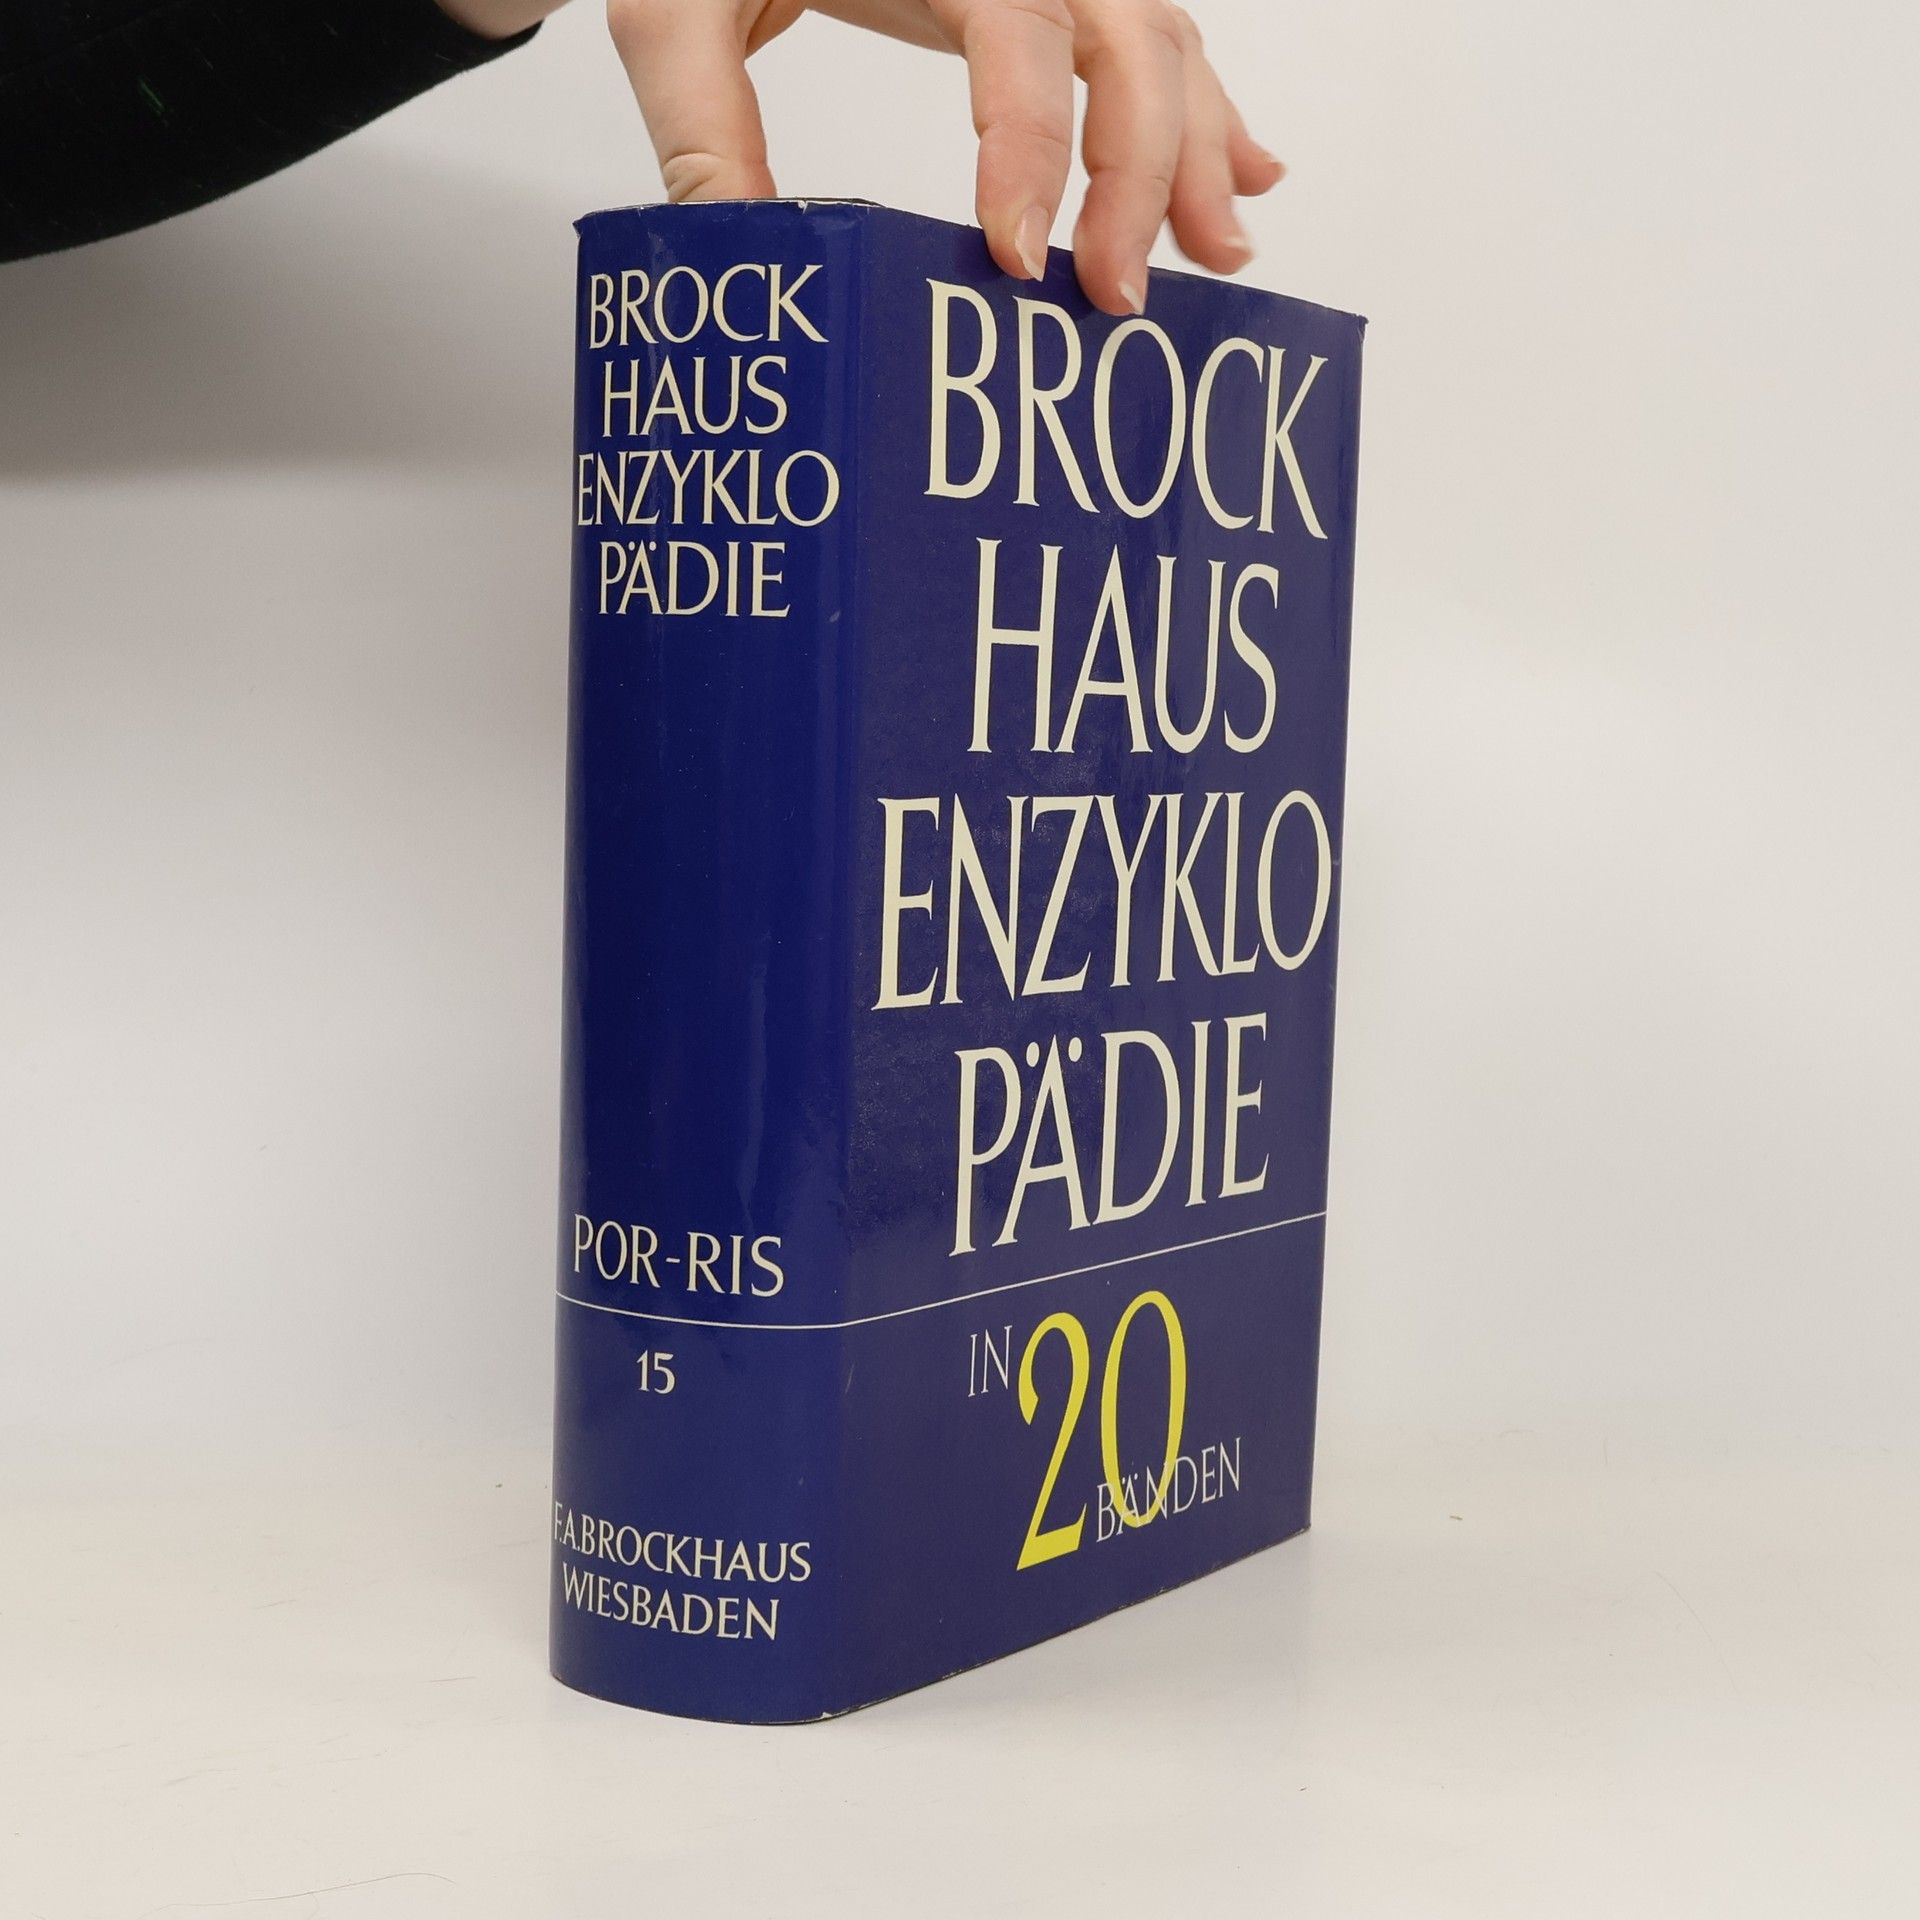 BROCK
HAUS
ENZYKLO
PÄDIE
POR-RIS
15
F.A.BROCKHAUS
WIESBADEN
BROCK
HAUS
ENZYKLO
PÄDIE
IN 20
BÄNDEN